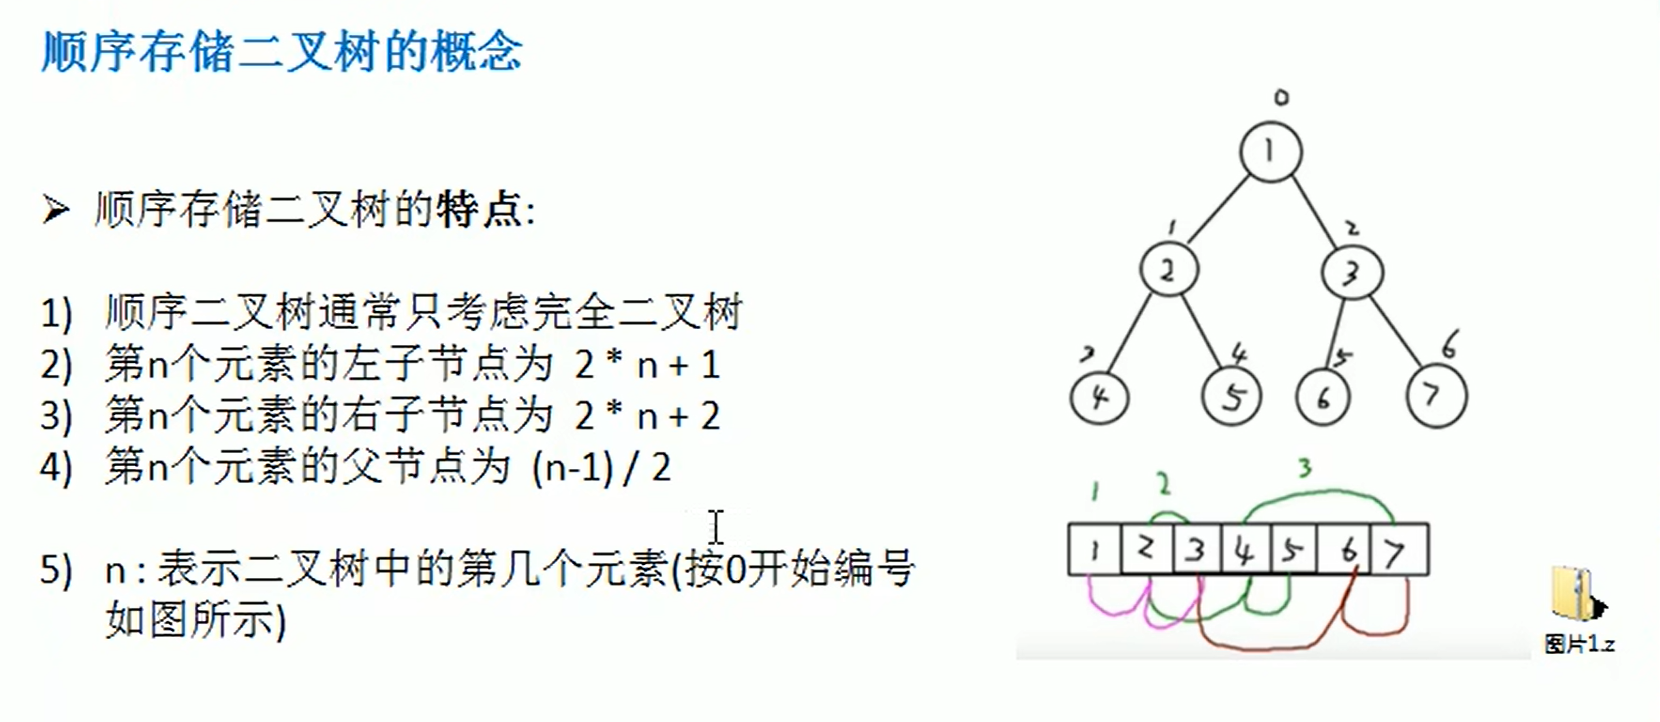 顺序存储二叉树的概念
➢ 顺序存储二叉树的特点:
1) 顺序二叉树通常只考虑完全二叉树
2) 第n个元素的左子节点为 2 * n + 1
3) 第n个元素的右子节点为 2 * n + 2
4) 第n个元素的父节点为 (n-1) / 2
5) n : 表示二叉树中的第几个元素(按0开始编号
如图所示)
0
1
1 2
2 3
3 4 5 6
4 5 6 7
1 2 3
1 2 3 4 5 6 7
图片1.z